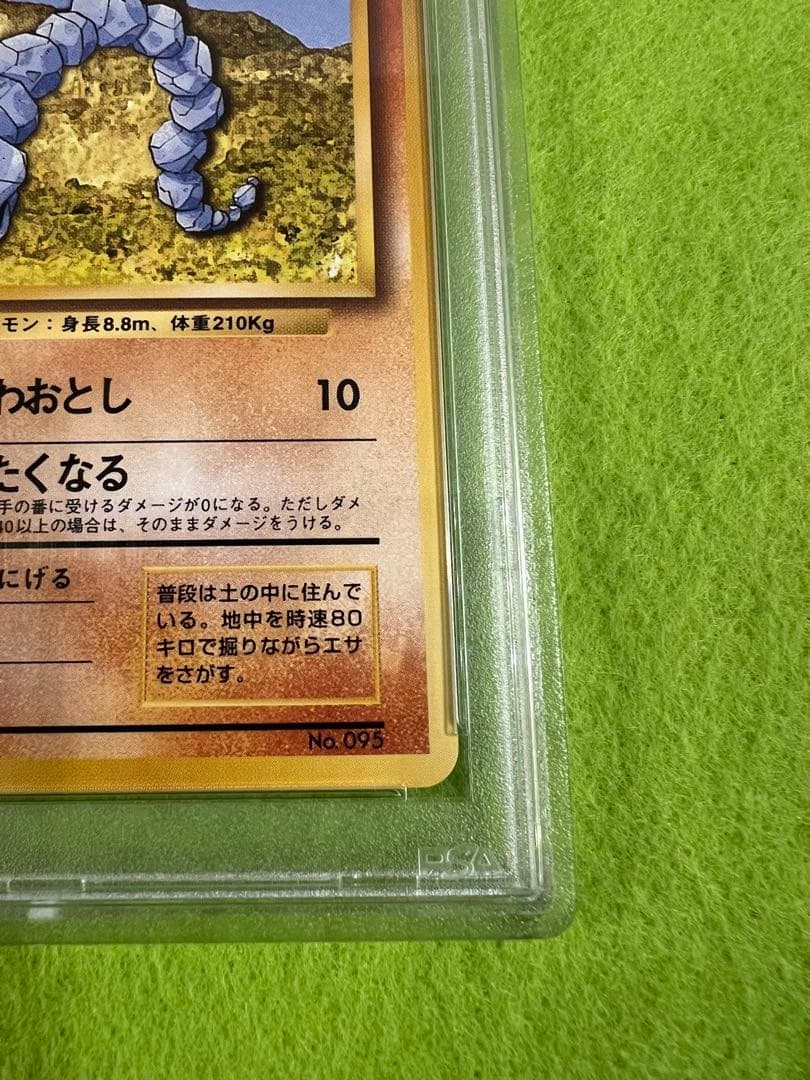 モン：身長8.8m、体重210Kg
わおとし 10
たくなる
手の番に受けるダメージが0になる。ただしダメ
40以上の場合は、そのままダメージをうける。
にげる
普段は土の中に住んで
いる。地中を時速80
キロで掘りながらエサ
をさがす。
No. 095
PSA